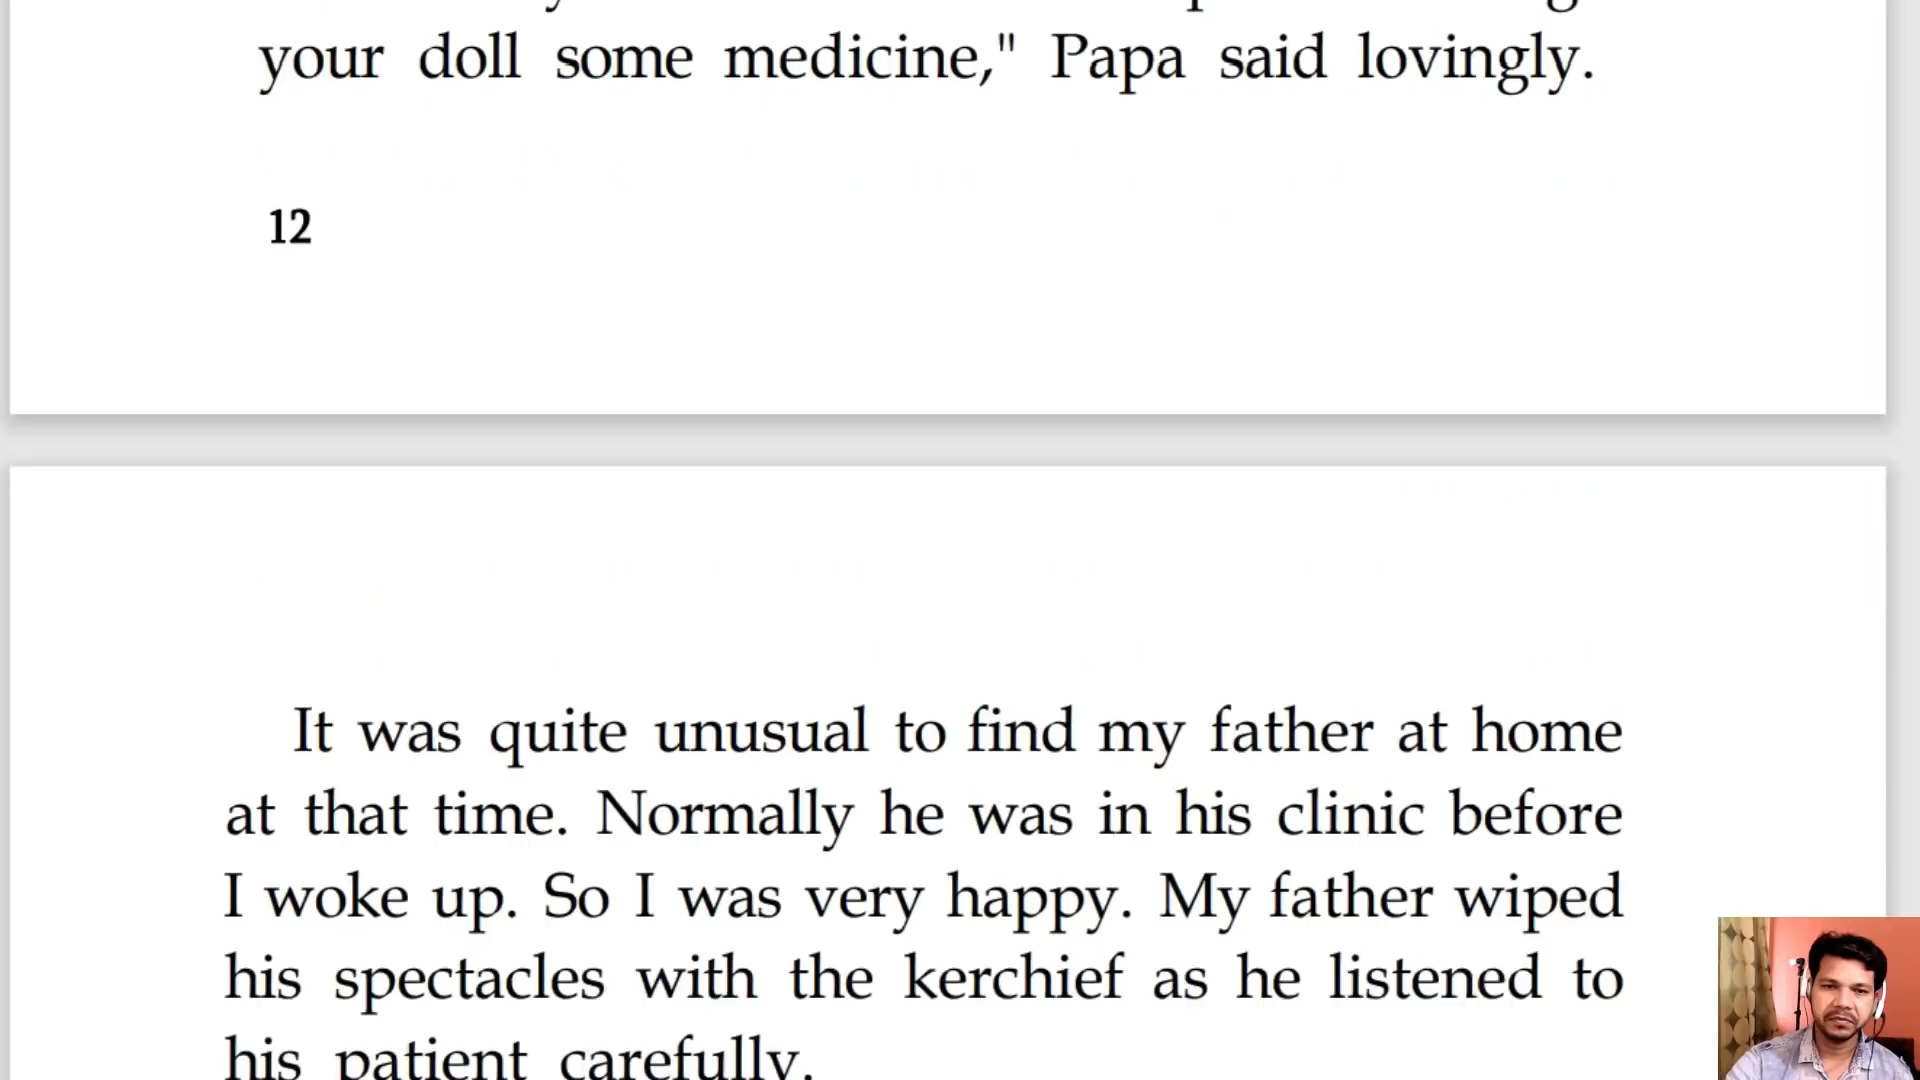 your doll some medicine," Papa said lovingly.
12
It was quite unusual to find my father at home
at that time. Normally he was in his clinic before
I woke up. So I was very happy. My father wiped
his spectacles with the kerchief as he listened to
his patient carefully.